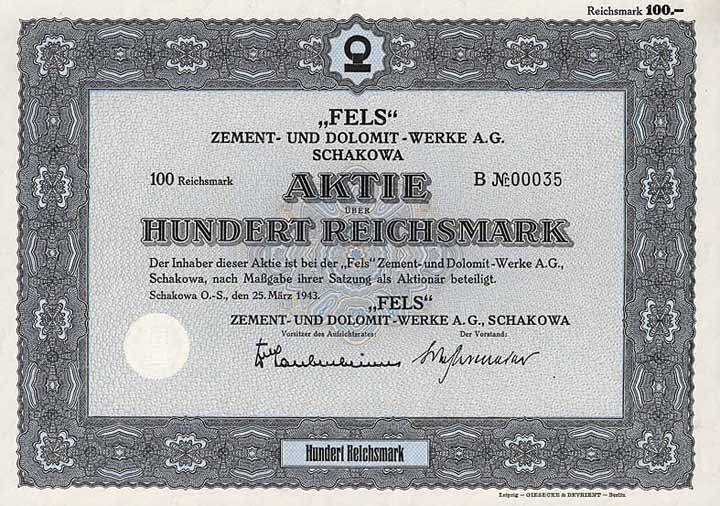 Reichsmark 100.—
„FELS“
ZEMENT- UND DOLOMIT-WERKE A.G.
SCHAKOWA
100 Reichsmark AKTIE B №:00035
ÜBER
HUNDERT REICHSMARK
Der Inhaber dieser Aktie ist bei der „Fels“ Zement- und Dolomit-Werke A.G.,
Schakowa, nach Maßgabe ihrer Satzung als Aktionär beteiligt.
Schakowa O.-S., den 25. März 1943.
„FELS“
ZEMENT- UND DOLOMIT-WERKE A.G., SCHAKOWA
Vorsitzer des Aufsichtsrates: Der Vorstand:
Hundert Reichsmark
Leipzig — GIESECKE & DEVRIENT — Berlin